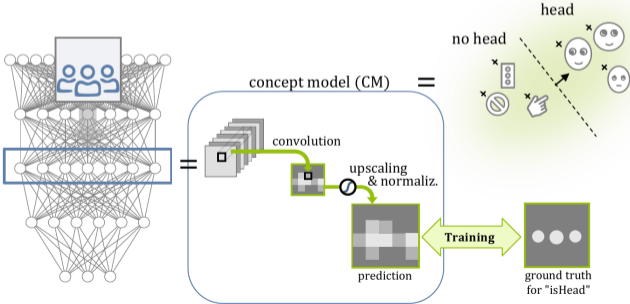 head
no head
concept model (CM)
=
=
convolution
upscaling
& normaliz.
Training
prediction
ground truth
for "isHead"